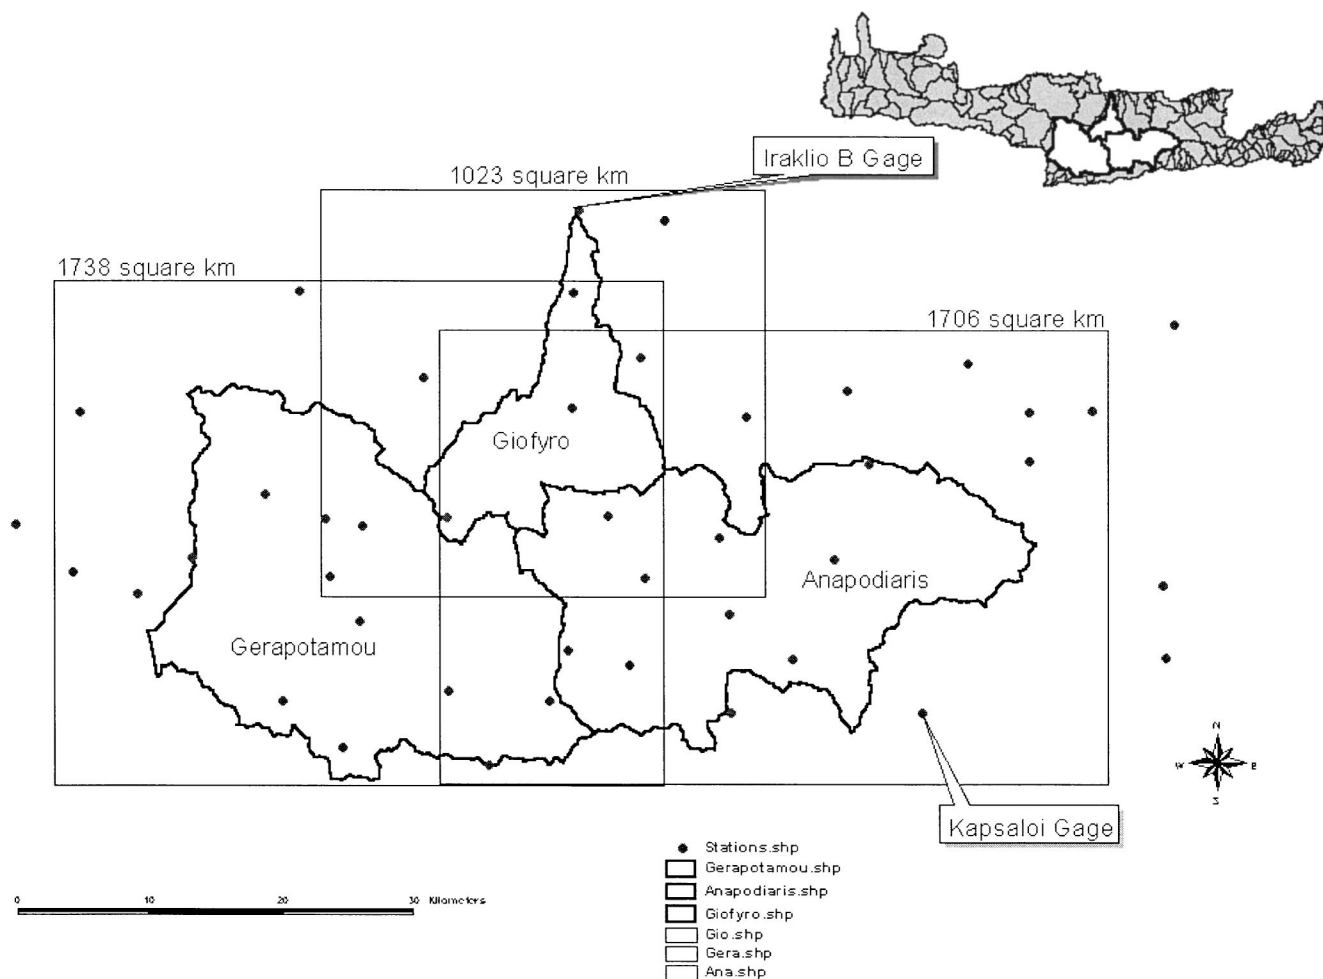 Iraklio B Gage
1023 square km
1738 square km
1706 square km
Giofyro
Anapodiaris
Gerapotamou
N
W E
S
Kapsaloi Gage
Stations.shp
Gerapotamou.shp
Anapodiaris.shp
Giofyro.shp
Gio.shp
Gera.shp
Ana.shp
0 10 20 30 Kilometers